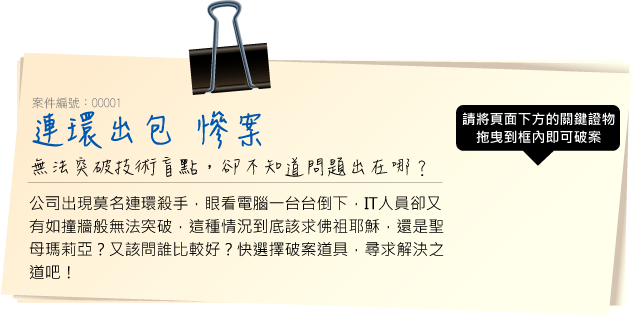 案件編號：00001
連環出包 慘案
無法突破技術盲點，卻不知道問題出在哪？
請將頁面下方的關鍵證物
拖曳到框內即可破案
公司出現莫名連環殺手，眼看電腦一台台倒下，IT人員卻又
有如撞牆般無法突破，這種情況到底該求佛祖耶穌，還是聖
母瑪莉亞？又該問誰比較好？快選擇破案道具，尋求解決之
道吧！